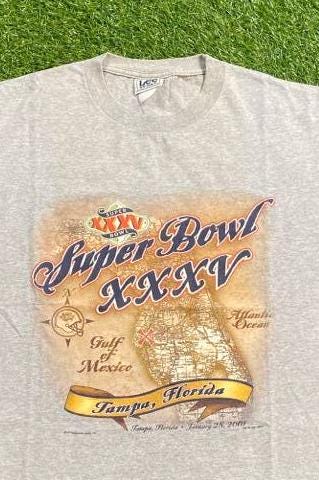 Lee
SUPER
XXXV
BOWL
Super Bowl
XXXV
Atlantic
Ocean
Gulf
of
Mexico
Tampa, Florida
Tampa, Florida • January 28, 2001